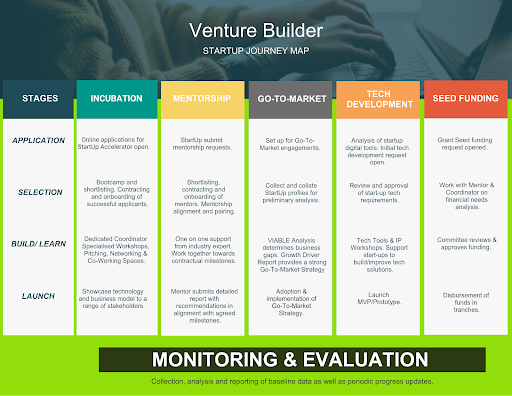 Venture Builder
STARTUP JOURNEY MAP
STAGES
INCUBATION
MENTORSHIP
GO-TO-MARKET
TECH
DEVELOPMENT
SEED FUNDING
APPLICATION
Online applications for
StartUp Accelerator open.
StartUp submit
mentorship requests.
Set up for Go-To-
Market engagements.
Analysis of startup
digital tools. Initial tech
development request
open.
Grant Seed funding
request opened.
SELECTION
Bootcamp and
shortlisting. Contracting
and onboarding of
successful applicants.
Shortlisting,
contracting and
onboarding of
mentors. Mentorship
alignment and pairing.
Collect and collate
StartUp profiles for
preliminary analysis.
Review and approval
of start-up tech
requirements.
Work with Mentor &
Coordinator on
financial needs
analysis.
BUILD/ LEARN
Dedicated Coordinator
Specialised Workshops,
Pitching, Networking &
Co-Working Spaces.
One on one support
from industry expert.
Work together towards
contractual milestones.
VIABLE Analysis
determines business
gaps. Growth Driver
Report provides a strong
Go-To-Market Strategy
Tech Tools & IP
Workshops. Support
start-ups to
build/improve tech
solutions.
Committee reviews &
approves funding.
LAUNCH
Showcase technology
and business model to a
range of stakeholders.
Mentor submits detailed
report with
recommendations in
alignment with agreed
milestones.
Adoption &
implementation of
Go-To-Market
Strategy.
Launch
MVP/Prototype.
Disbursement of
funds in
tranches.
MONITORING & EVALUATION
Collection, analysis and reporting of baseline data as well as periodic progress updates.